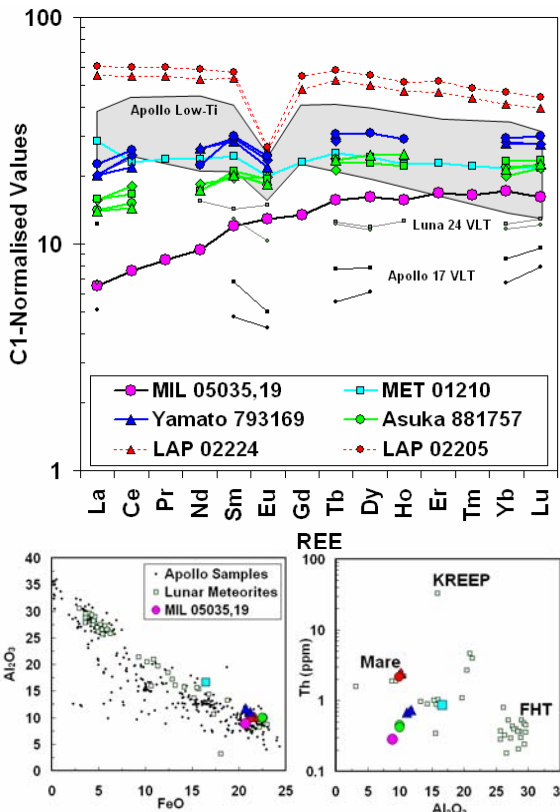 100
10
1
C1-Normalised Values
Apollo Low-Ti
Luna 24 VLT
Apollo 17 VLT
MIL 05035,19
MET 01210
Yamato 793169
Asuka 881757
LAP 02224
LAP 02205
La Ce Pr Nd Sm Eu Gd Tb Dy Ho Er Tm Yb Lu
REE
40
35
30
25
20
15
10
5
0
Al₂O₃
Apollo Samples
Lunar Meteorites
MIL 05035,19
0 5 10 15 20 25
FeO
100
10
1
0,1
Th (ppm)
KREEP
Mare
FHT
0 5 10 15 20 25 30 35
Al₂O₃